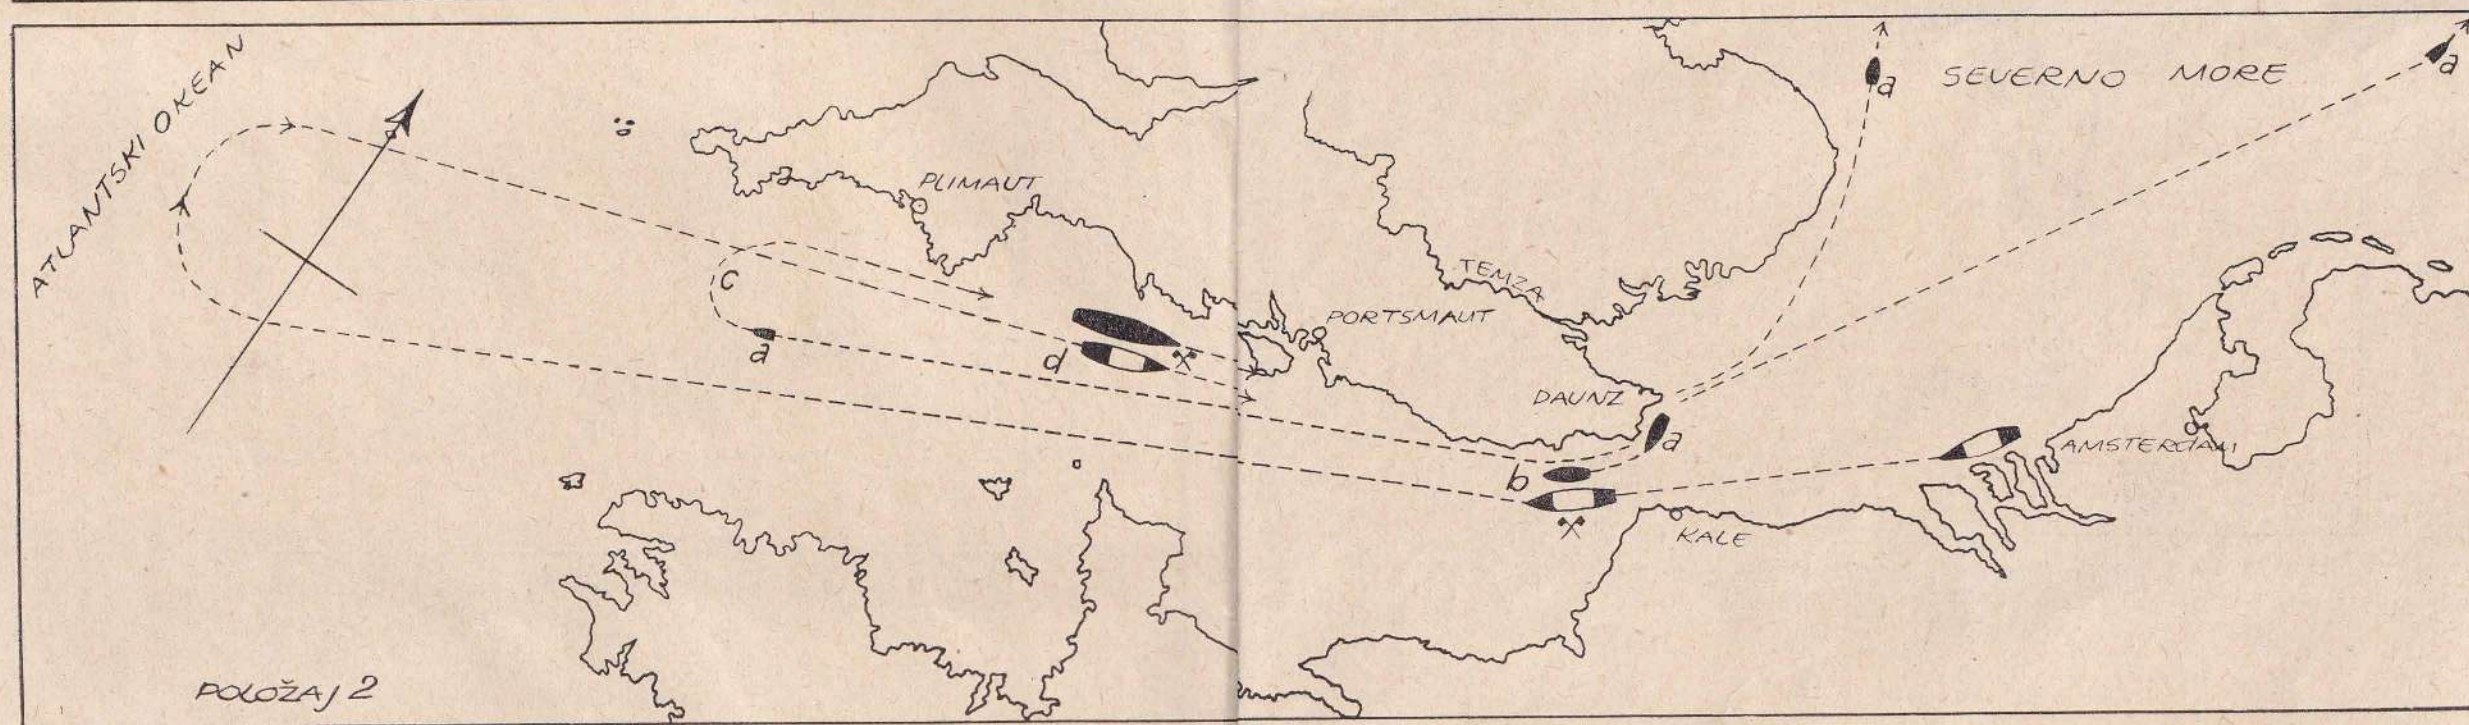 ATLANTSKI OKEAN
SEVERNO MORE
a
a
PLIMAUT
c
TEMZA
PORTSMAUT
a
d
DAUNZ
a
b
AMSTERDAM
KALE
POLOŽAJ 2